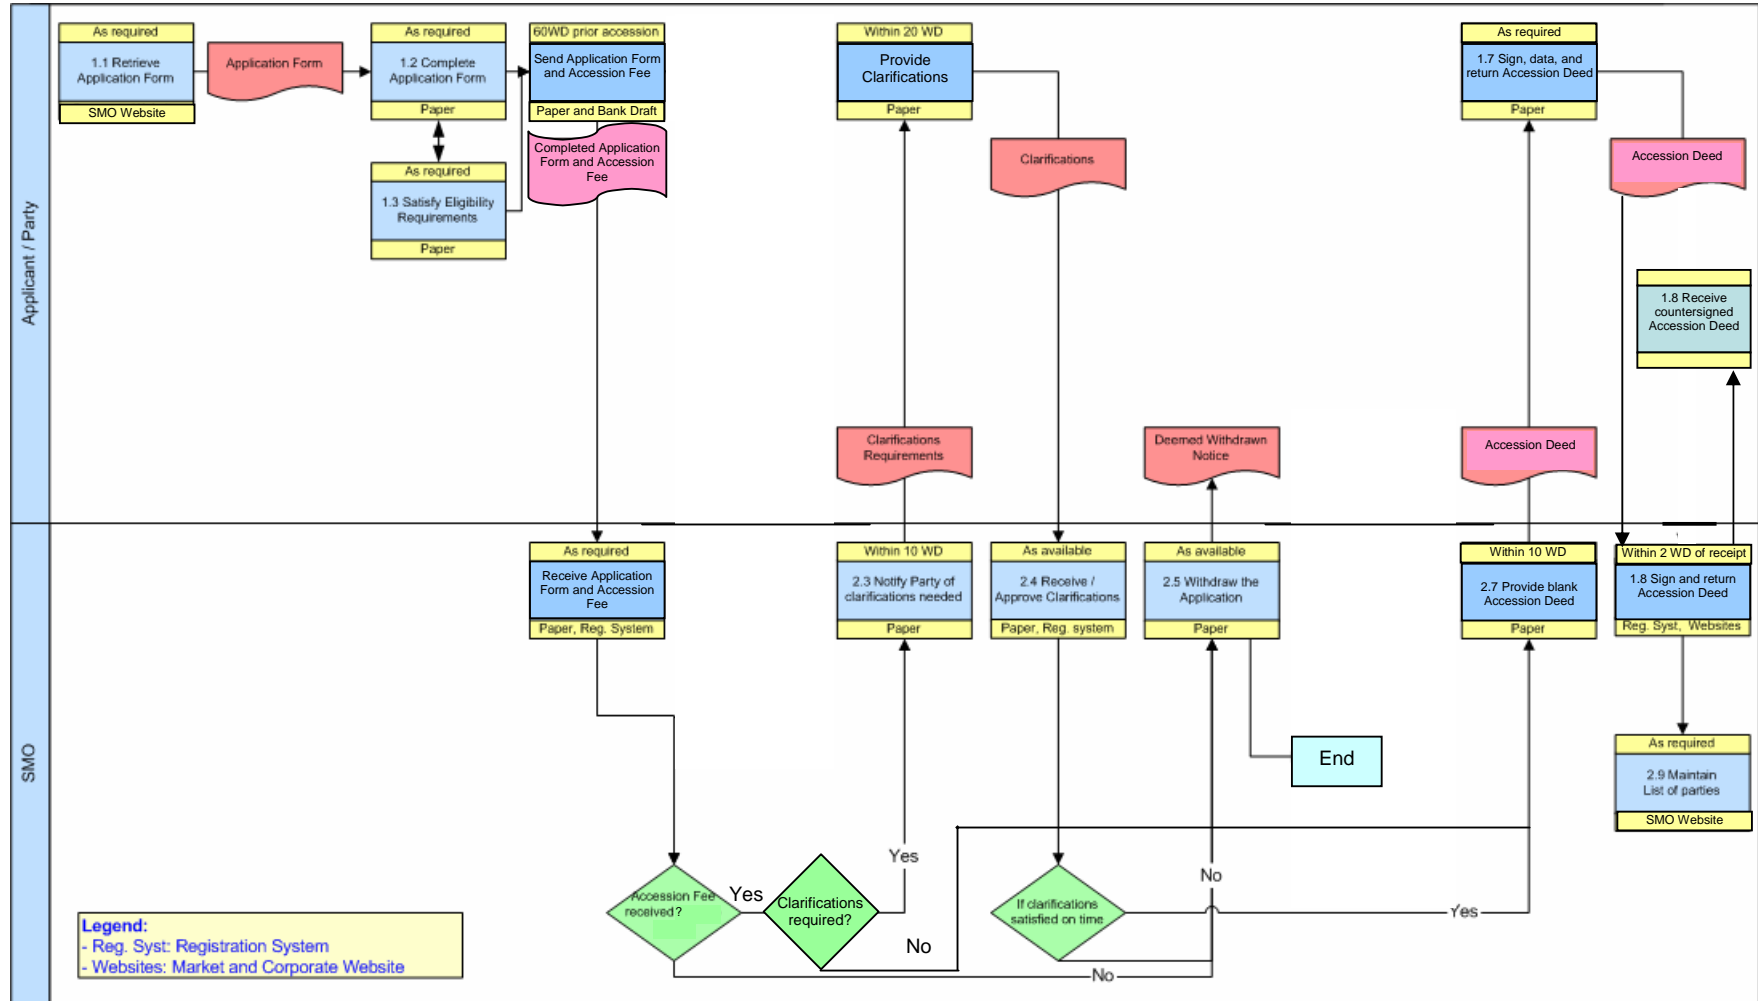 Applicant / Party
As required
1.1 Retrieve
Application Form
SMO Website
Application Form
As required
1.2 Complete
Application Form
Paper
As required
1.3 Satisfy Eligibility
Requirements
Paper
60WD prior accession
Send Application Form
and Accession Fee
Paper and Bank Draft
Completed Application
Form and Accession
Fee
Within 20 WD
Provide
Clarifications
Paper
Clarifications
Clarifications
Requirements
Deemed Withdrawn
Notice
As required
1.7 Sign, data, and
return Accession Deed
Paper
Accession Deed
Accession Deed
1.8 Receive
countersigned
Accession Deed
SMO
As required
Receive Application
Form and Accession
Fee
Paper, Reg. System
Within 10 WD
2.3 Notify Party of
clarifications needed
Paper
As available
2.4 Receive /
Approve Clarifications
Paper, Reg. system
As available
2.5 Withdraw the
Application
Paper
Within 10 WD
2.7 Provide blank
Accession Deed
Paper
Within 2 WD of receipt
1.8 Sign and return
Accession Deed
Reg. Syst, Websites
End
As required
2.9 Maintain
List of parties
SMO Website
Accession Fee
received?
Yes
Clarifications
required?
Yes
No
If clarifications
satisfied on time
No
Yes
No
Legend:
- Reg. Syst: Registration System
- Websites: Market and Corporate Website